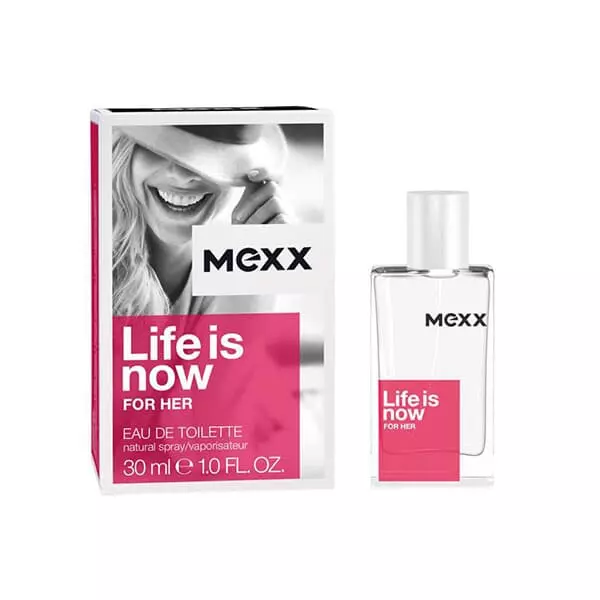 MEXX
Life is
now
FOR HER
EAU DE TOILETTE
natural spray/vaporisateur
30 ml ℮ 1.0 FL. OZ.
MEXX
Life is
now
FOR HER